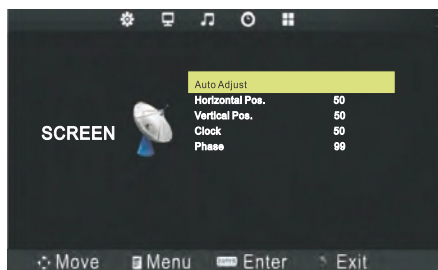 Auto Adjust
Horizontal Pos. 50
Vertical Pos. 50
SCREEN
Clock 50
Phase 99
Move Menu Enter Exit